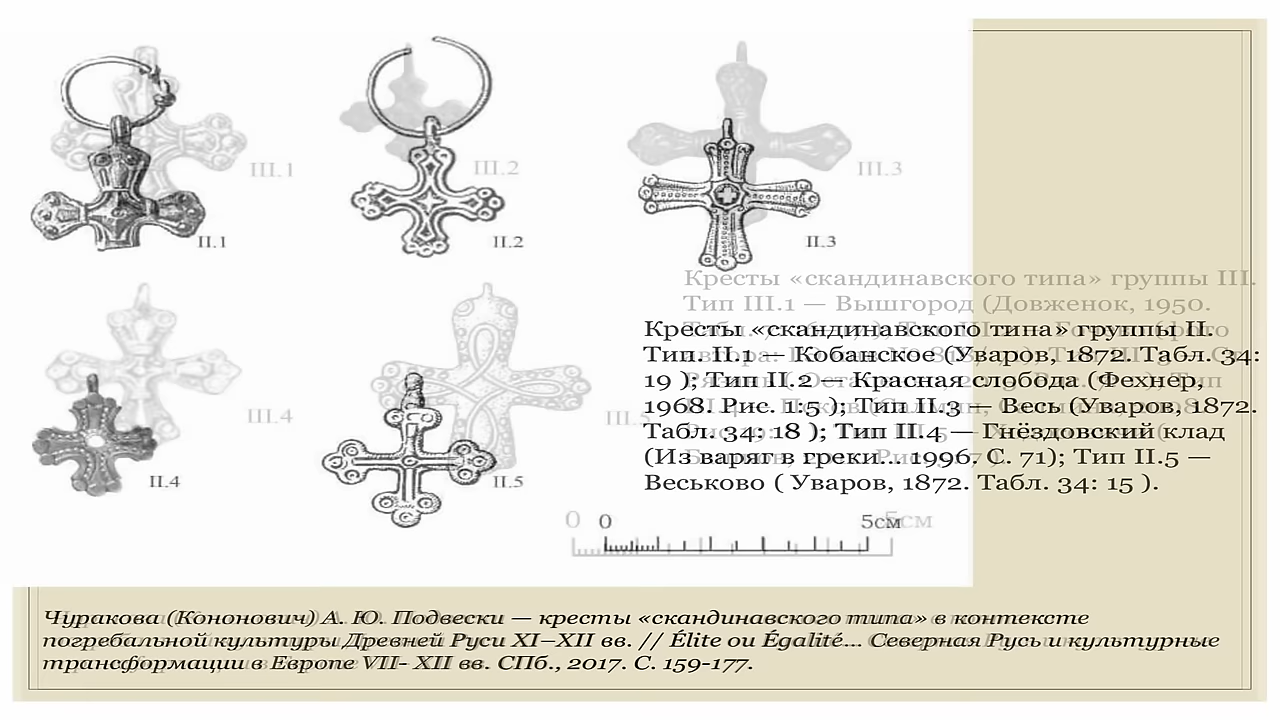 III.1
III.2
III.3
II.1
II.2
II.3
Кресты «скандинавского типа» группы III.
Тип III.1 — Вышгород (Довженок, 1950.
Кресты «скандинавского типа» группы II.
Тип. II.1 — Кобанское (Уваров, 1872. Табл. 34:
19 ); Тип II.2 — Красная слобода (Фехнер,
1968. Рис. 1:5 ); Тип II.3 — Весь (Уваров, 1872.
Табл. 34: 18 ); Тип II.4 — Гнёздовский клад
(Из варяг в греки... 1996. С. 71); Тип II.5 —
Веськово ( Уваров, 1872. Табл. 34: 15 ).
III.4
II.4
II.5
0 0 5см
Чуракова (Кононович) А. Ю. Подвески — кресты «скандинавского типа» в контексте
погребальной культуры Древней Руси XI–XII вв. // Élite ou Égalité... Северная Русь и культурные
трансформации в Европе VII- XII вв. СПб., 2017. С. 159-177.